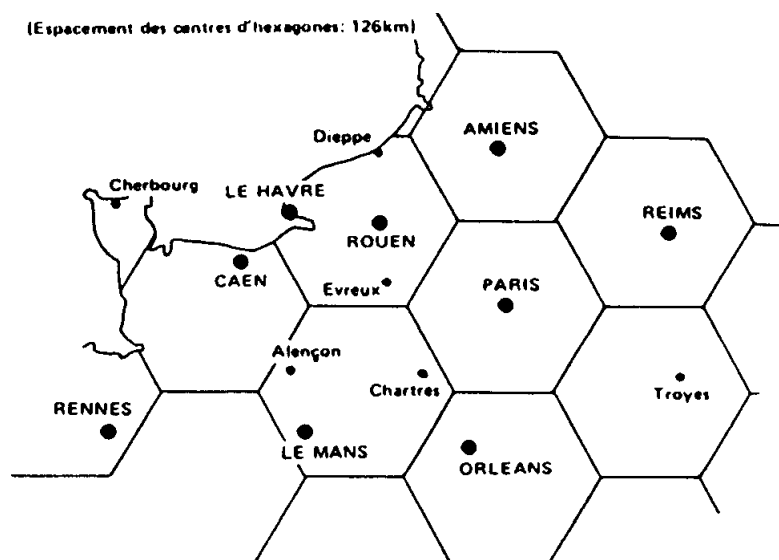 (Espacement des centres d'hexagones: 126km)
Dieppe
AMIENS
Cherbourg
LE HAVRE
REIMS
ROUEN
CAEN
Evreux
PARIS
Alençon
Chartres
Troyes
RENNES
LE MANS
ORLEANS